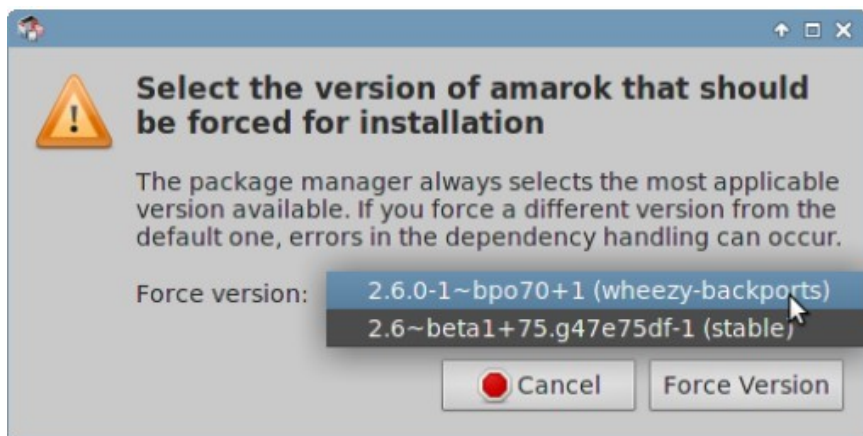 Select the version of amarok that should
be forced for installation
The package manager always selects the most applicable
version available. If you force a different version from the
default one, errors in the dependency handling can occur.
Force version:
2.6.0-1~bpo70+1 (wheezy-backports)
2.6~beta1+75.g47e75df-1 (stable)
Cancel
Force Version